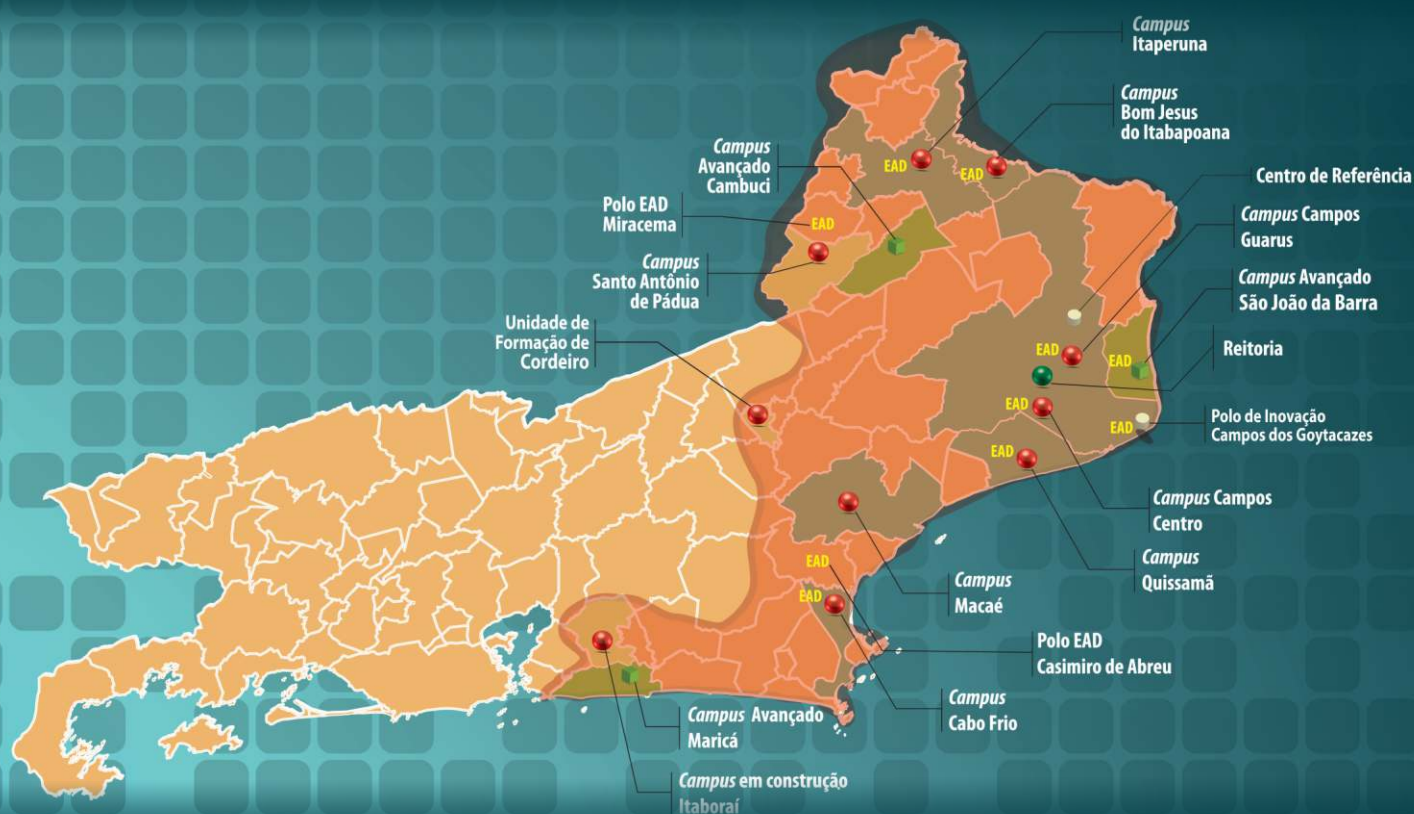 Campus
Itaperuna
Campus
Bom Jesus
do Itabapoana
Campus
Avançado
Cambuci
Centro de Referência
Polo EAD
Miracema
Campus Campos
Guarus
Campus
Santo Antônio
de Pádua
Campus Avançado
São João da Barra
Unidade de
Formação de
Cordeiro
Reitoria
Polo de Inovação
Campos dos Goytacazes
Campus Campos
Centro
Campus
Quissamã
Campus
Macaé
Polo EAD
Casimiro de Abreu
Campus
Cabo Frio
Campus Avançado
Maricá
Campus em construção
Itaboraí
EAD
EAD
EAD
EAD
EAD
EAD
EAD
EAD
EAD
EAD